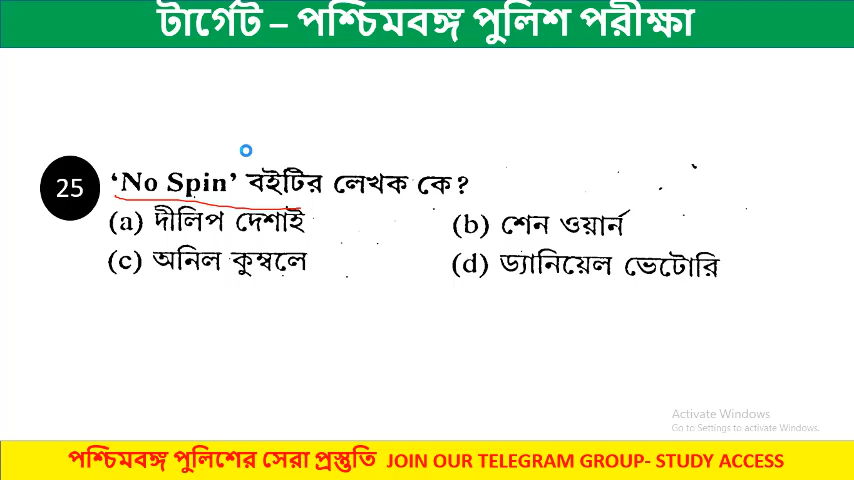 টার্গেট – পশ্চিমবঙ্গ পুলিশ পরীক্ষা
25 ‘No Spin’ বইটির লেখক কে?
(a) দীলিপ দেশাই (b) শেন ওয়ার্ন
(c) অনিল কুম্বলে (d) ড্যানিয়েল ভেটোরি
Activate Windows
Go to Settings to activate Windows.
পশ্চিমবঙ্গ পুলিশের সেরা প্রস্তুতি JOIN OUR TELEGRAM GROUP- STUDY ACCESS